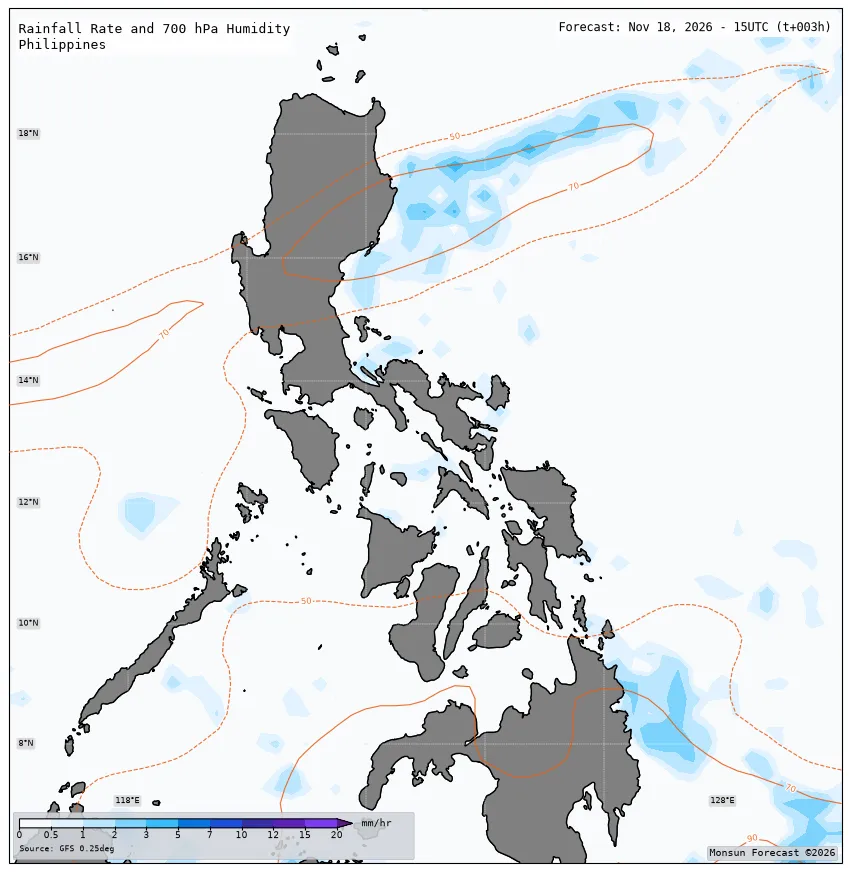 Rainfall Rate and 700 hPa Humidity
Philippines
Forecast: Nov 18, 2026 - 15UTC (t+003h)
50
18°N
70
16°N
70
14°N
12°N
50
10°N
8°N
70
118°E
128°E
mm/hr
0 0.5 1 2 3 5 7 10 12 15 20
90
Source: GFS 0.25deg
Monsun Forecast ©2026